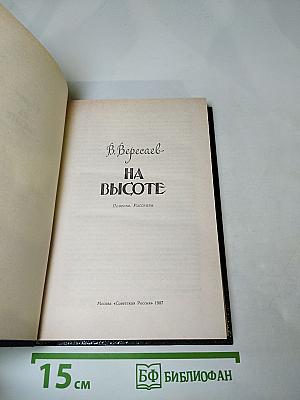 В. Вересаев
НА
ВЫСОТЕ
Повести. Рассказы
Москва «Советская Россия» 1987
15 см
БФ БИБЛИОФАН